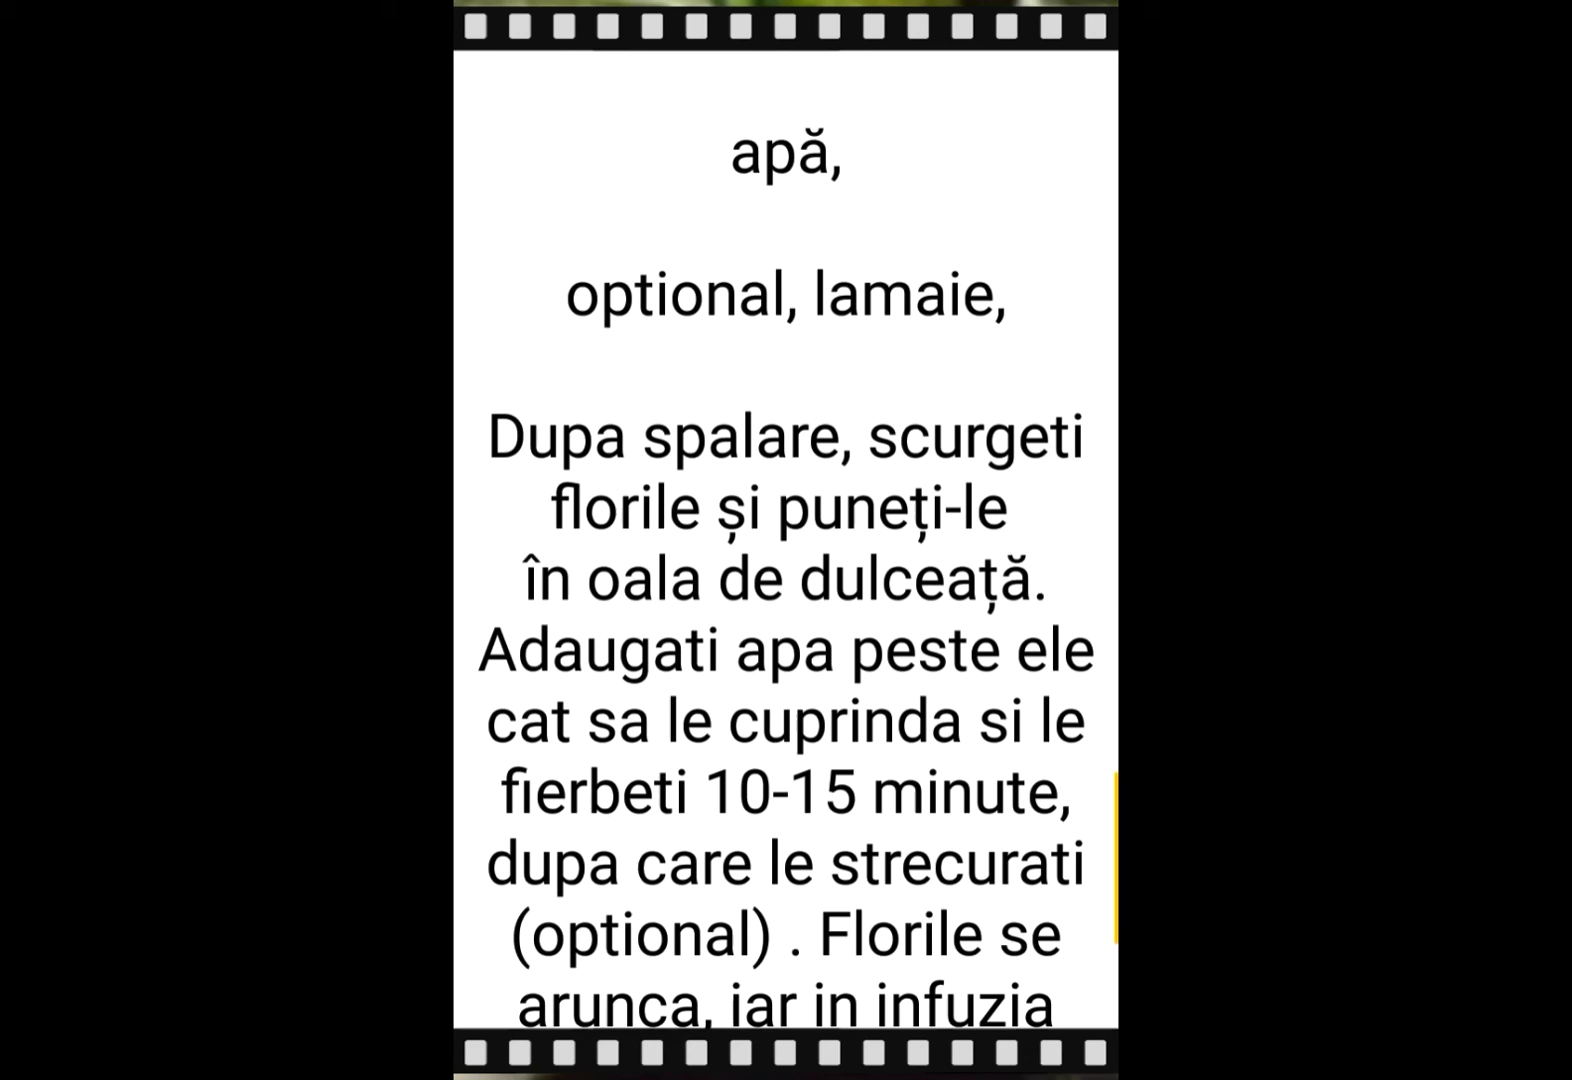 apă,
optional, lamaie,
Dupa spalare, scurgeti
florile și puneți-le
în oala de dulceață.
Adaugati apa peste ele
cat sa le cuprinda si le
fierbeti 10-15 minute,
dupa care le strecurati
(optional) . Florile se
arunca, iar in infuzia